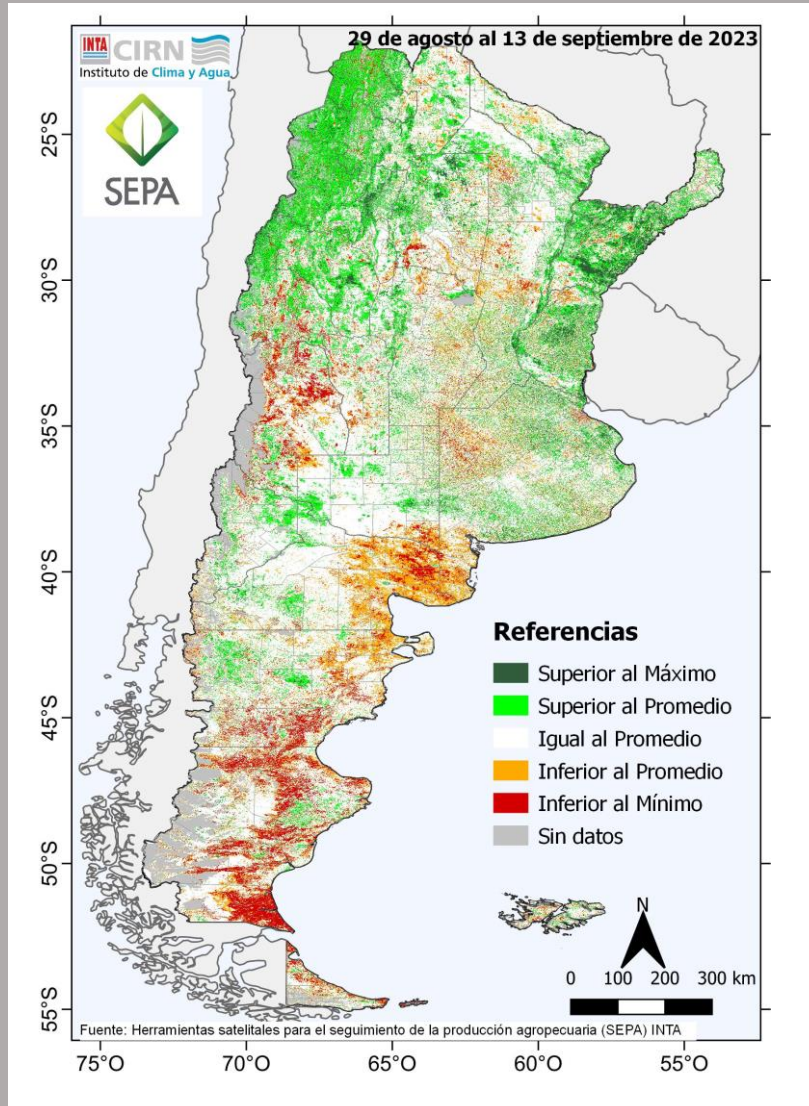 INTA CIRN
Instituto de Clima y Agua
29 de agosto al 13 de septiembre de 2023
SEPA
25°S
30°S
35°S
40°S
45°S
50°S
55°S
Referencias
Superior al Máximo
Superior al Promedio
Igual al Promedio
Inferior al Promedio
Inferior al Mínimo
Sin datos
N
0 100 200 300 km
Fuente: Herramientas satelitales para el seguimiento de la producción agropecuaria (SEPA) INTA
75°O 70°O 65°O 60°O 55°O